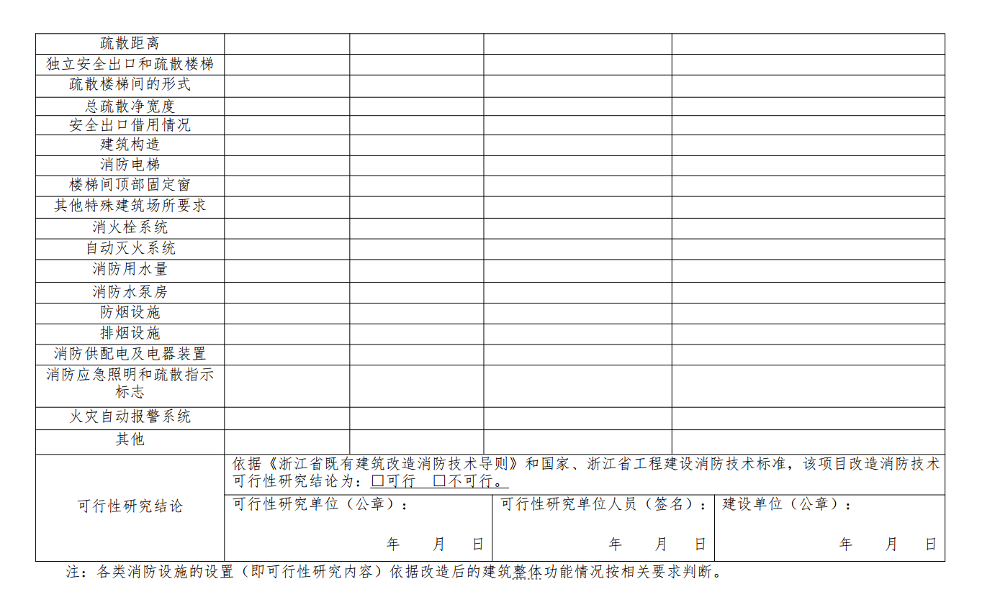 疏散距离
独立安全出口和疏散楼梯
疏散楼梯间的形式
总疏散净宽度
安全出口借用情况
建筑构造
消防电梯
楼梯间顶部固定窗
其他特殊建筑场所要求
消火栓系统
自动灭火系统
消防用水量
消防水泵房
防烟设施
排烟设施
消防供配电及电器装置
消防应急照明和疏散指示
标志
火灾自动报警系统
其他
可行性研究结论
依据《浙江省既有建筑改造消防技术导则》和国家、浙江省工程建设消防技术标准，该项目改造消防技术
可行性研究结论为：□可行 □不可行。
可行性研究单位（公章）：
年 月 日
可行性研究单位人员（签名）：
年 月 日
建设单位（公章）：
年 月 日
注：各类消防设施的设置（即可行性研究内容）依据改造后的建筑整体功能情况按相关要求判断。